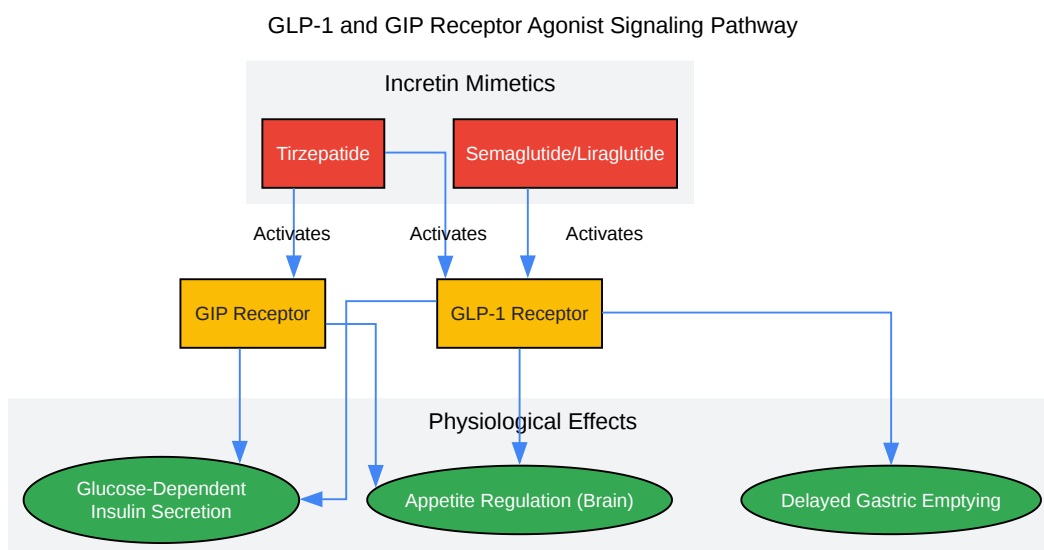 GLP-1 and GIP Receptor Agonist Signaling Pathway
Incretin Mimetics
Tirzepatide
Semaglutide/Liraglutide
Activates
Activates
Activates
GIP Receptor
GLP-1 Receptor
Physiological Effects
Glucose-Dependent
Insulin Secretion
Appetite Regulation (Brain)
Delayed Gastric Emptying